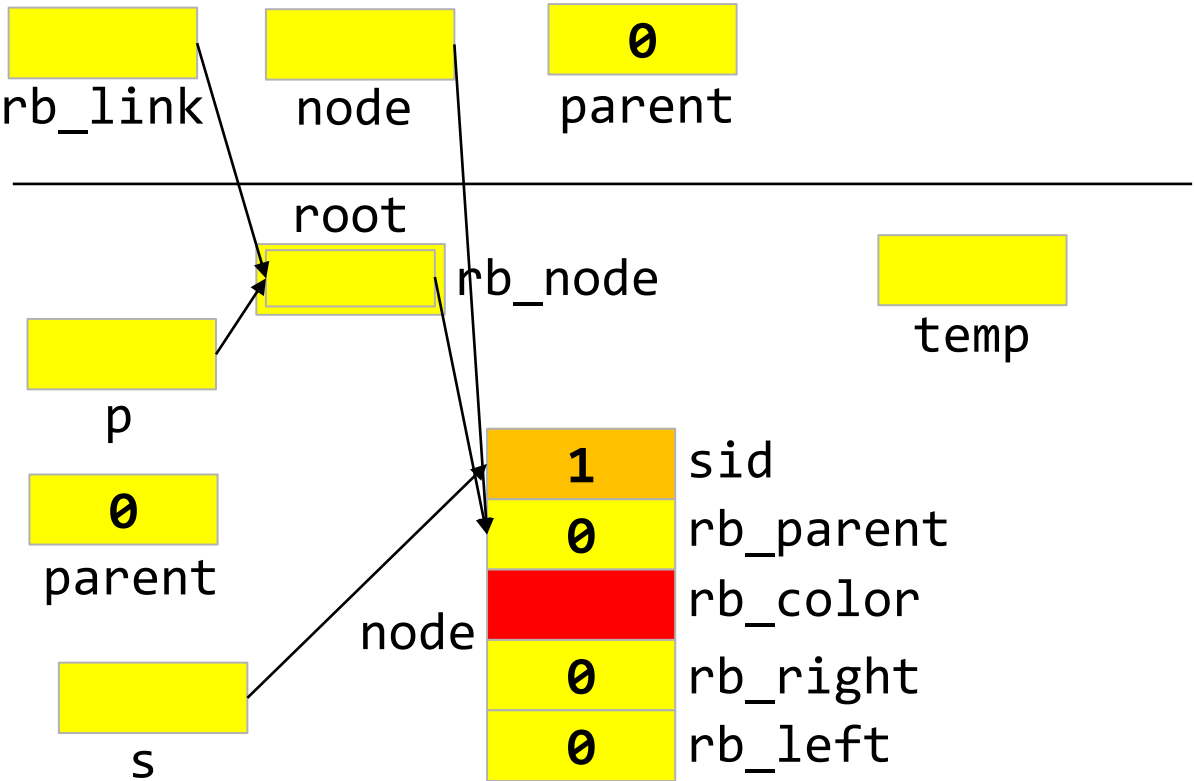 0
rb_link node parent
root
rb_node
temp
p
1 sid
0
parent
0 rb_parent
rb_color
node
0 rb_right
s
0 rb_left